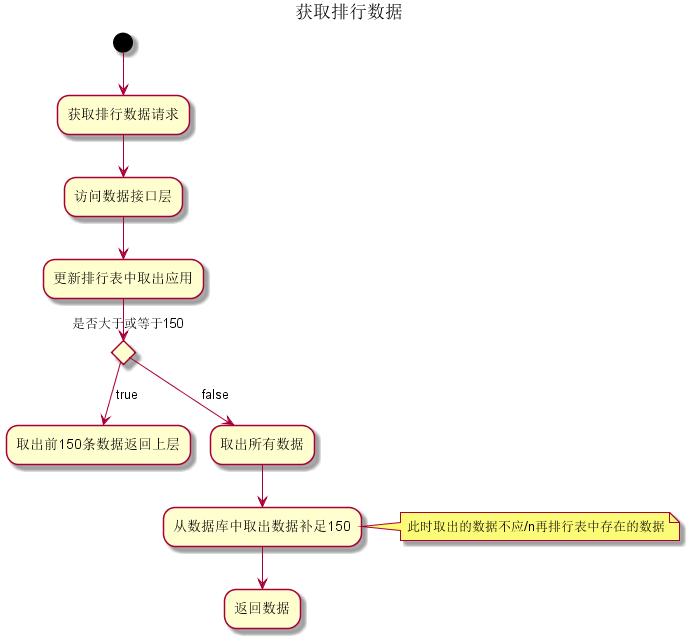 获取排行数据
获取排行数据请求
访问数据接口层
更新排行表中取出应用
是否大于或等于150
true
false
取出前150条数据返回上层
取出所有数据
从数据库中取出数据补足150
此时取出的数据不应/n再排行表中存在的数据
返回数据